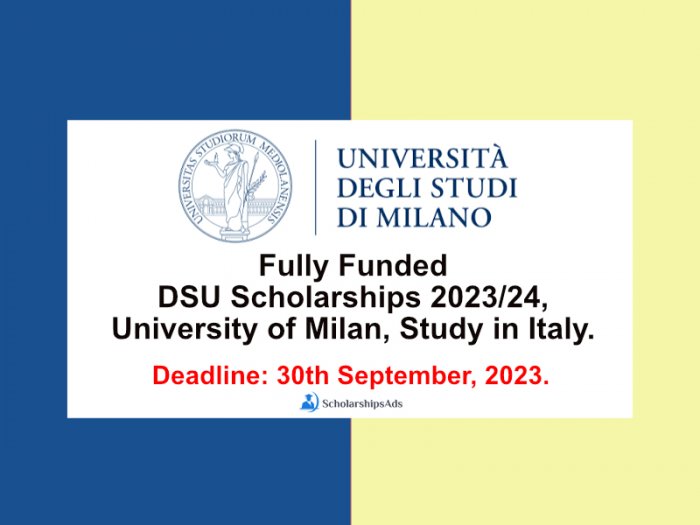 UNIVERSITAS STUDIORUM MEDIOLANENSIS
UNIVERSITÀ
DEGLI STUDI
DI MILANO
Fully Funded
DSU Scholarships 2023/24,
University of Milan, Study in Italy.
Deadline: 30th September, 2023.
ScholarshipsAds